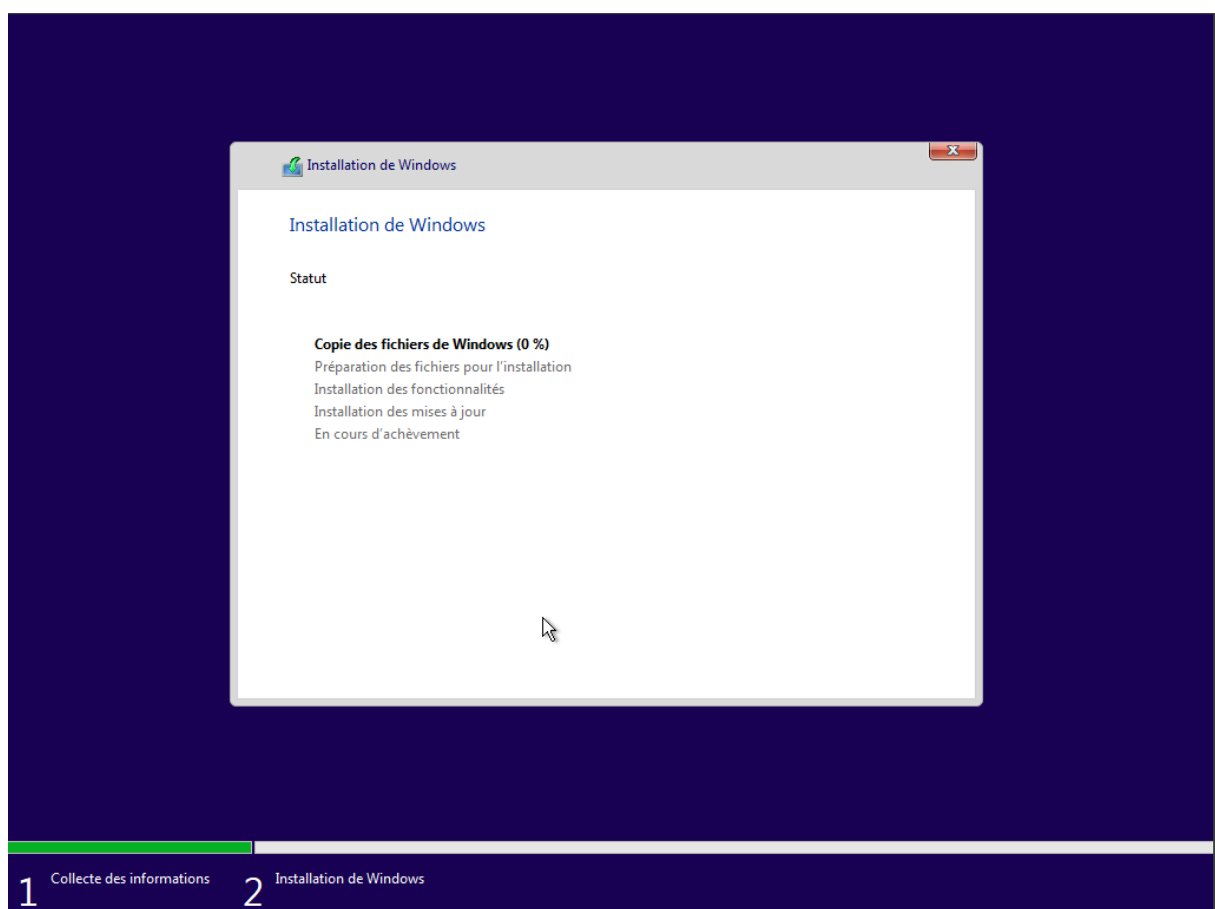 Installation de Windows
Installation de Windows
Statut
Copie des fichiers de Windows (0 %)
Préparation des fichiers pour l'installation
Installation des fonctionnalités
Installation des mises à jour
En cours d'achèvement
1 Collecte des informations 2 Installation de Windows